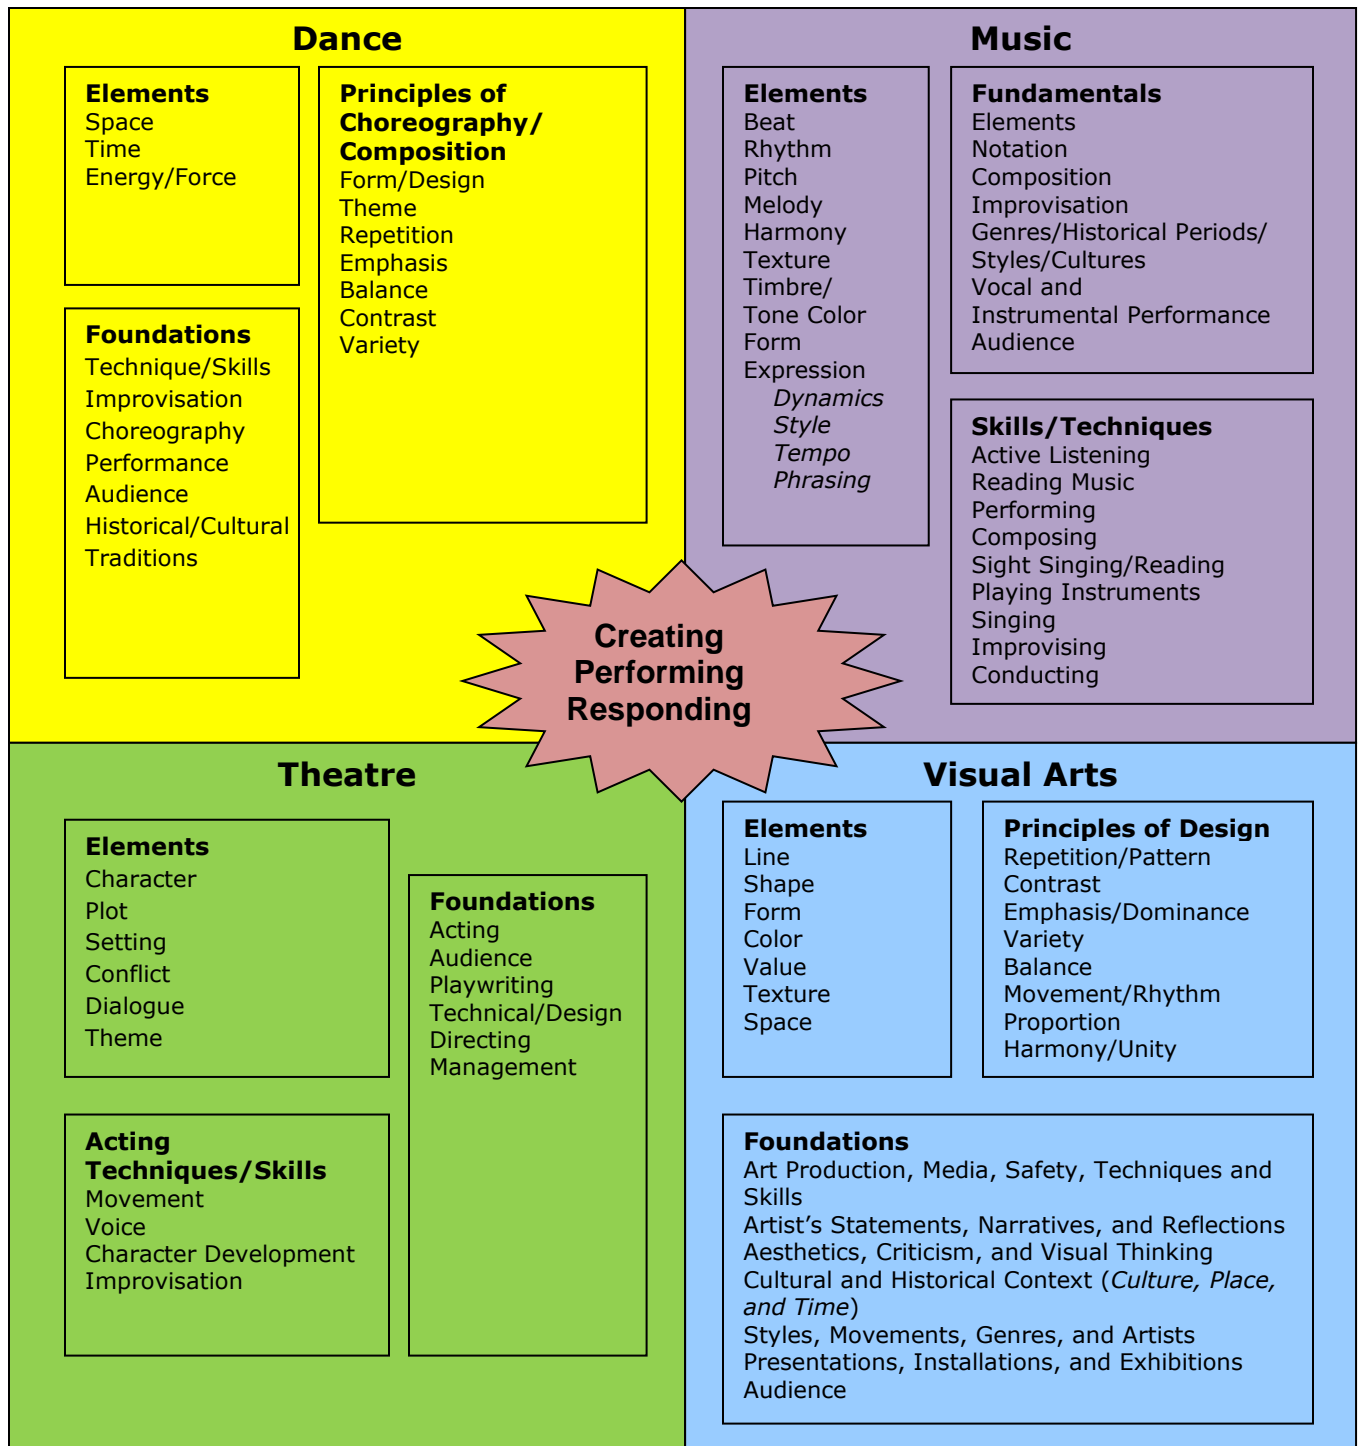 Dance
Elements
Space
Time
Energy/Force
Principles of
Choreography/
Composition
Form/Design
Theme
Repetition
Emphasis
Balance
Contrast
Variety
Foundations
Technique/Skills
Improvisation
Choreography
Performance
Audience
Historical/Cultural
Traditions
Music
Elements
Beat
Rhythm
Pitch
Melody
Harmony
Texture
Timbre/
Tone Color
Form
Expression
Dynamics
Style
Tempo
Phrasing
Fundamentals
Elements
Notation
Composition
Improvisation
Genres/Historical Periods/
Styles/Cultures
Vocal and
Instrumental Performance
Audience
Skills/Techniques
Active Listening
Reading Music
Performing
Composing
Sight Singing/Reading
Playing Instruments
Singing
Improvising
Conducting
Creating
Performing
Responding
Theatre
Elements
Character
Plot
Setting
Conflict
Dialogue
Theme
Foundations
Acting
Audience
Playwriting
Technical/Design
Directing
Management
Acting
Techniques/Skills
Movement
Voice
Character Development
Improvisation
Visual Arts
Elements
Line
Shape
Form
Color
Value
Texture
Space
Principles of Design
Repetition/Pattern
Contrast
Emphasis/Dominance
Variety
Balance
Movement/Rhythm
Proportion
Harmony/Unity
Foundations
Art Production, Media, Safety, Techniques and
Skills
Artist’s Statements, Narratives, and Reflections
Aesthetics, Criticism, and Visual Thinking
Cultural and Historical Context (Culture, Place,
and Time)
Styles, Movements, Genres, and Artists
Presentations, Installations, and Exhibitions
Audience